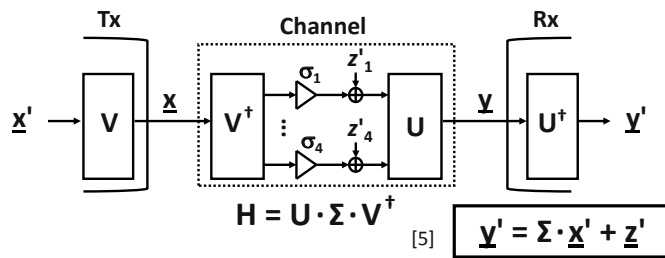 Tx
Channel
Rx
x'
V
x
V†
σ1
z'1
⋮
σ4
z'4
U
y
U†
y'
H = U · Σ · V†
[5]
y' = Σ · x' + z'